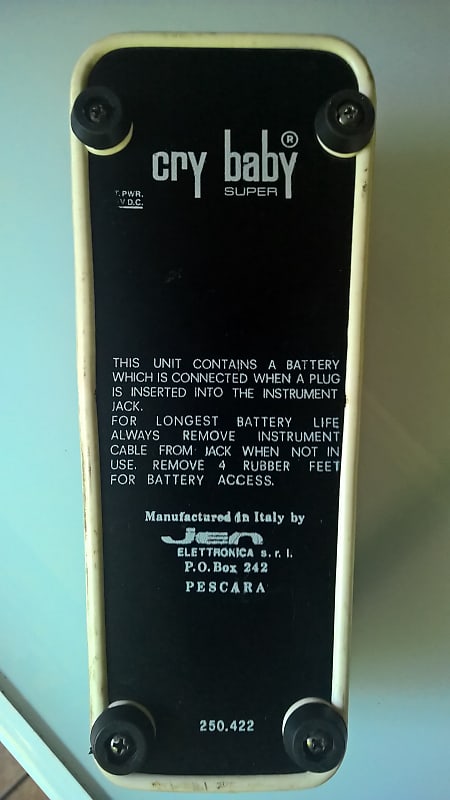 cry baby®
SUPER
PWR.
V D.C.
THIS UNIT CONTAINS A BATTERY
WHICH IS CONNECTED WHEN A PLUG
IS INSERTED INTO THE INSTRUMENT
JACK.
FOR LONGEST BATTERY LIFE
ALWAYS REMOVE INSTRUMENT
CABLE FROM JACK WHEN NOT IN
USE. REMOVE 4 RUBBER FEET
FOR BATTERY ACCESS.
Manufactured in Italy by
Jen
ELETTRONICA s.r.l.
P.O.Box 242
PESCARA
250.422